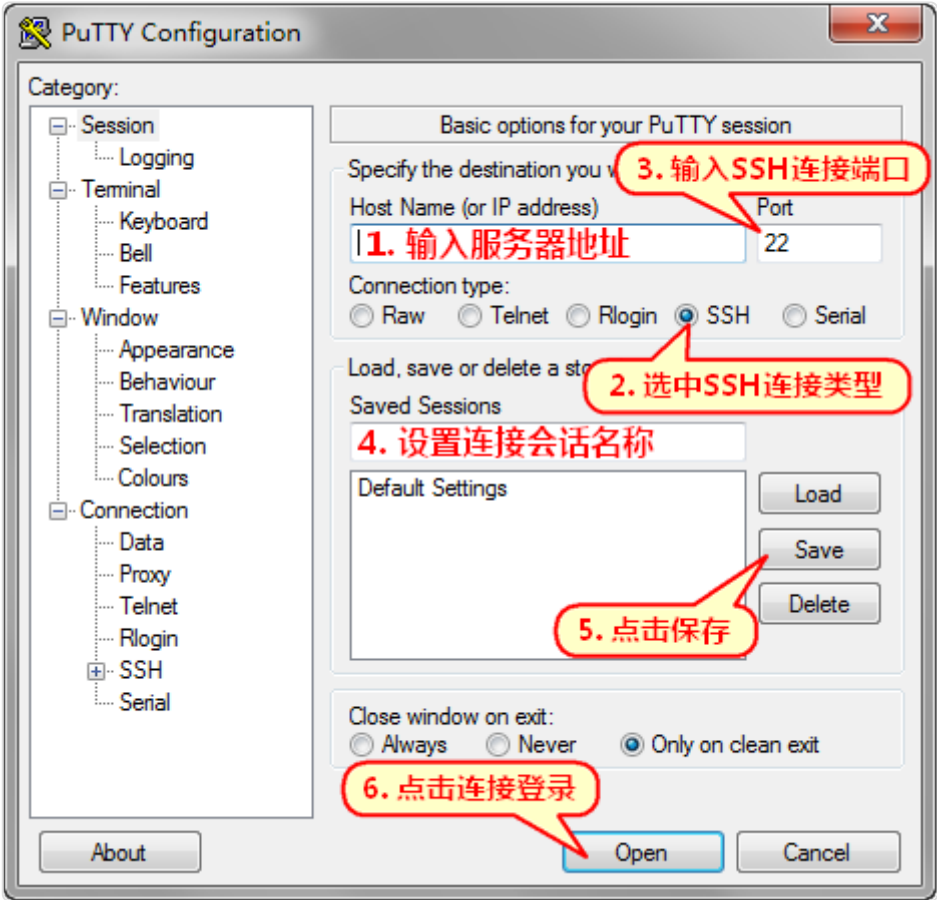 PuTTY Configuration
Category:
Session
Logging
Terminal
Keyboard
Bell
Features
Window
Appearance
Behaviour
Translation
Selection
Colours
Connection
Data
Proxy
Telnet
Rlogin
SSH
Serial
Basic options for your PuTTY session
Specify the destination you
3. 输入SSH连接端口
Host Name (or IP address) Port
1. 输入服务器地址 22
Connection type:
Raw Telnet Rlogin SSH Serial
Load, save or delete a
2. 选中SSH连接类型
Saved Sessions
4. 设置连接会话名称
Default Settings
Load
Save
Delete
5. 点击保存
Close window on exit:
Always Never Only on clean exit
6. 点击连接登录
About Open Cancel